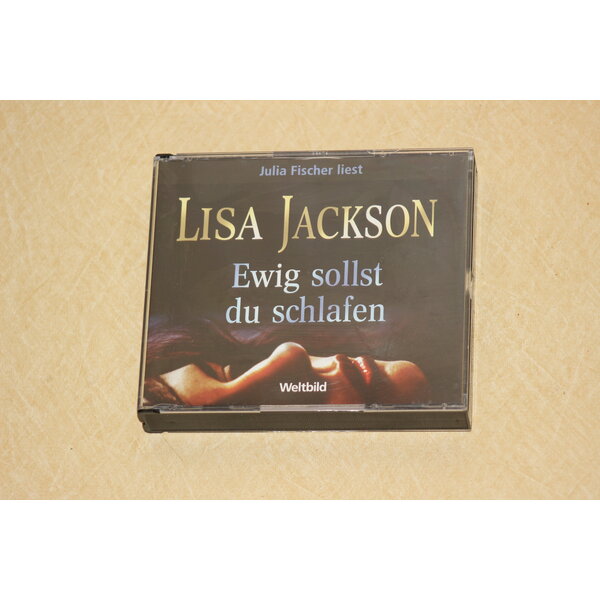 Julia Fischer liest
LISA JACKSON
Ewig sollst
du schlafen
Weltbild